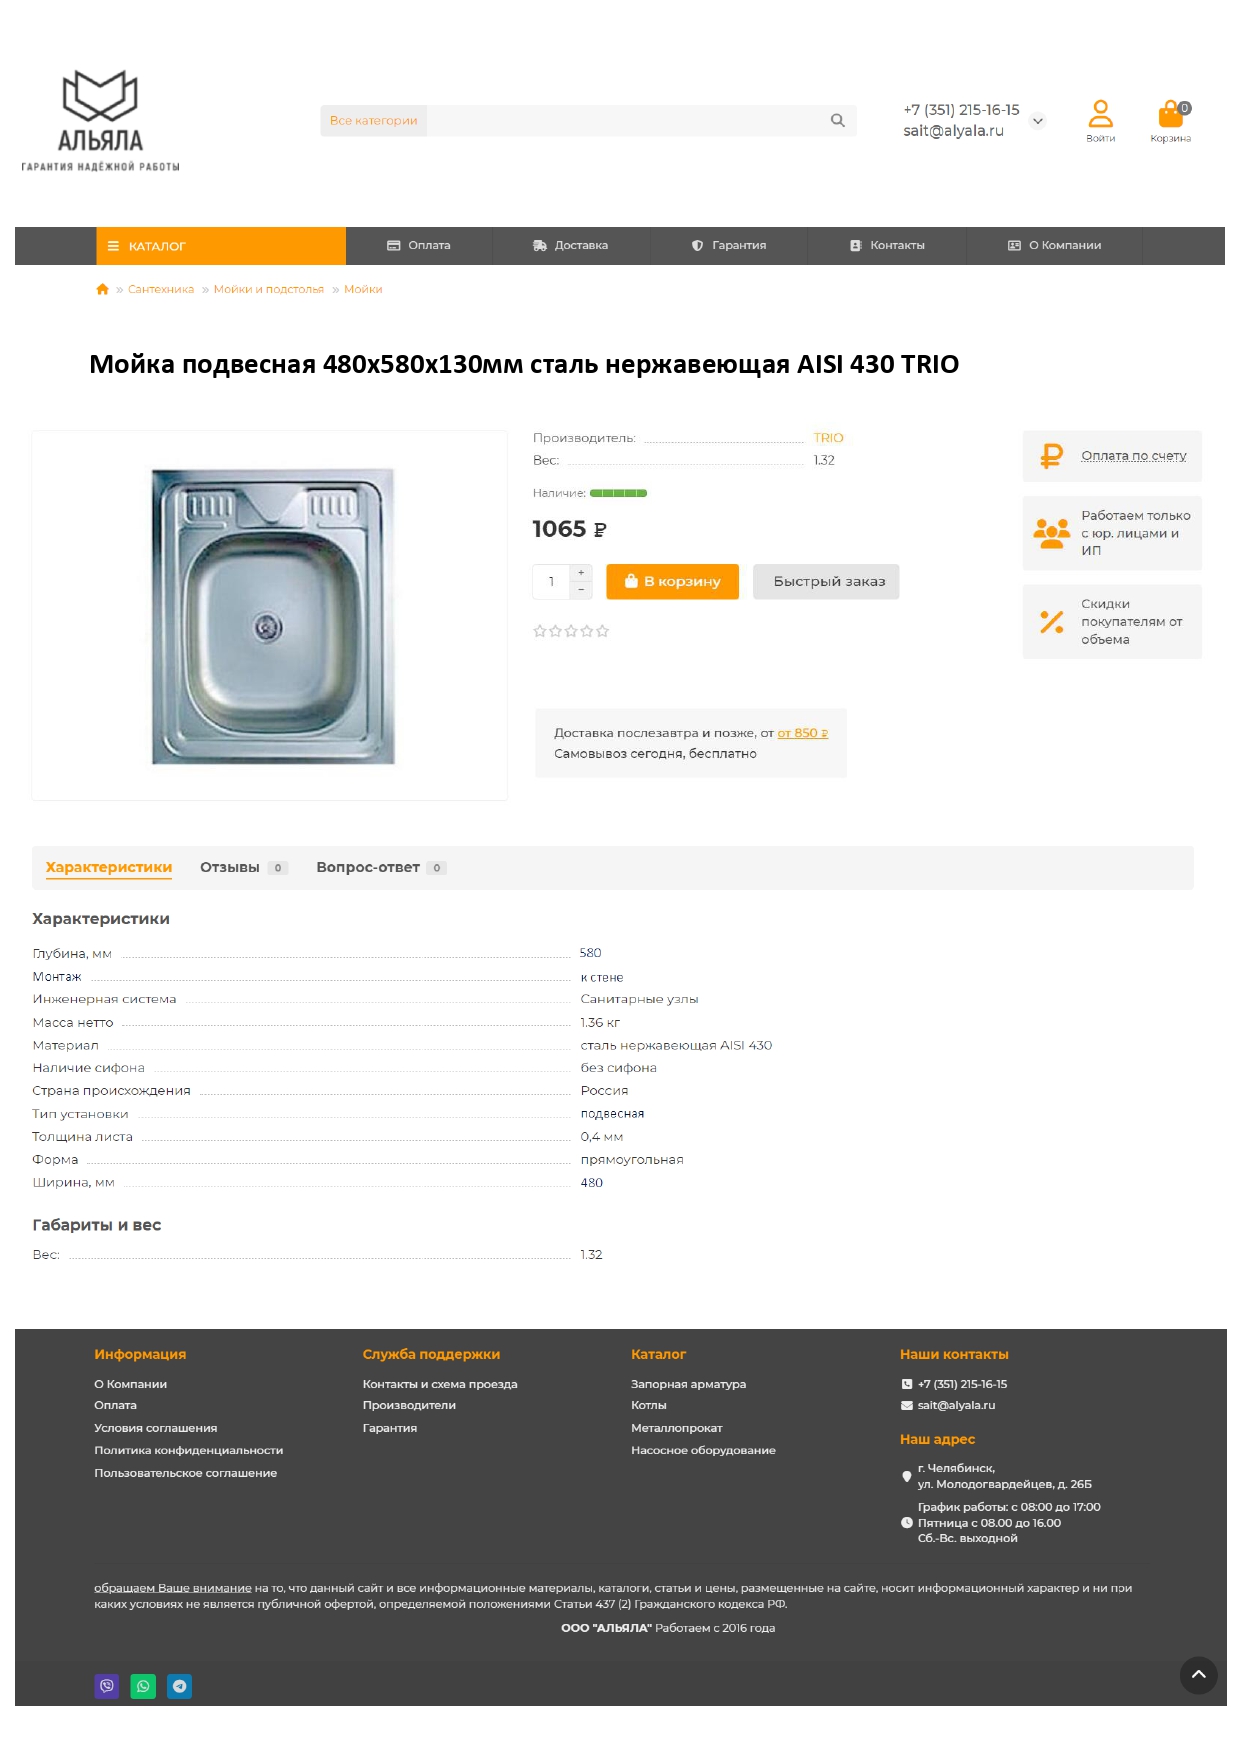 АЛЬЯЛА
ГАРАНТИЯ НАДЁЖНОЙ РАБОТЫ
Все категории
+7 (351) 215-16-15
sait@alyala.ru
Войти
0
Корзина
КАТАЛОГ
Оплата
Доставка
Гарантия
Контакты
О Компании
» Сантехника » Мойки и подстолья » Мойки
Мойка подвесная 480х580х130мм сталь нержавеющая AISI 430 TRIO
Производитель: TRIO
Вес: 1.32
Наличие:
1065 ₽
1 + −
В корзину
Быстрый заказ
Оплата по счету
Работаем только
с юр. лицами и
ИП
Скидки
покупателям от
объема
Доставка послезавтра и позже, от от 850 ₽
Самовывоз сегодня, бесплатно
Характеристики Отзывы 0 Вопрос-ответ 0
Характеристики
Глубина, мм 580
Монтаж к стене
Инженерная система Санитарные узлы
Масса нетто 1.36 кг
Материал сталь нержавеющая AISI 430
Наличие сифона без сифона
Страна происхождения Россия
Тип установки подвесная
Толщина листа 0,4 мм
Форма прямоугольная
Ширина, мм 480
Габариты и вес
Вес: 1.32
Информация
О Компании
Оплата
Условия соглашения
Политика конфиденциальности
Пользовательское соглашение
Служба поддержки
Контакты и схема проезда
Производители
Гарантия
Каталог
Запорная арматура
Котлы
Металлопрокат
Насосное оборудование
Наши контакты
+7 (351) 215-16-15
sait@alyala.ru
Наш адрес
г. Челябинск,
ул. Молодогвардейцев, д. 26Б
График работы: с 08:00 до 17:00
Пятница с 08.00 до 16.00
Сб.-Вс. выходной
обращаем Ваше внимание на то, что данный сайт и все информационные материалы, каталоги, статьи и цены, размещенные на сайте, носит информационный характер и ни при
каких условиях не является публичной офертой, определяемой положениями Статьи 437 (2) Гражданского кодекса РФ.
ООО "АЛЬЯЛА" Работаем с 2016 года